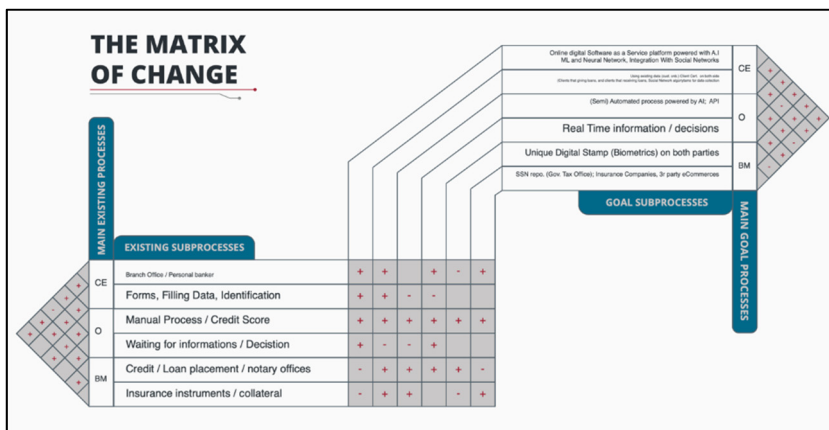 THE MATRIX
OF CHANGE
Online digital Software as a Service platform powered with A.I
ML and Neural Network, Integration With Social Networks
(Semi) Automated process powered by AI; API
Real Time information / decisions
Unique Digital Stamp (Biometrics) on both parties
SSN repo. (Gov. Tax Office); Insurance Companies, 3r party eCommerces
CE
O
BM
GOAL SUBPROCESSES
MAIN GOAL PROCESSES
MAIN EXISTING PROCESSES
EXISTING SUBPROCESSES
CE
O
BM
Branch Office / Personal banker
+ + + - +
Forms, Filling Data, Identification
+ + - -
Manual Process / Credit Score
+ + + + + +
Waiting for informations / Decistion
+ - - +
Credit / Loan placement / notary offices
- + + + + -
Insurance instruments / collateral
- + + - +